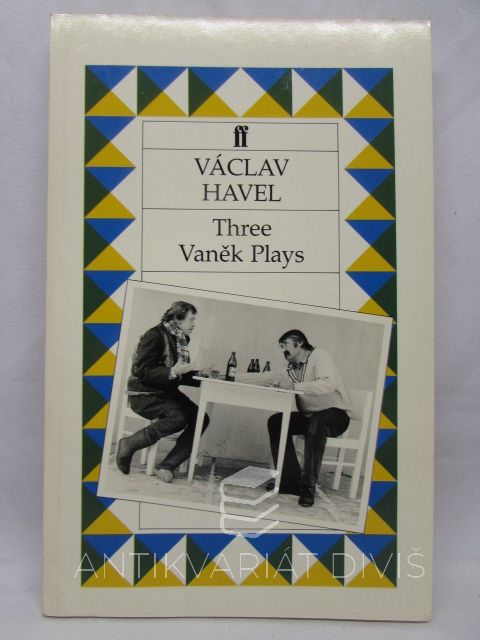 ff
VÁCLAV
HAVEL
Three
Vaněk Plays
ANTIKVARIÁT DIVIŠ